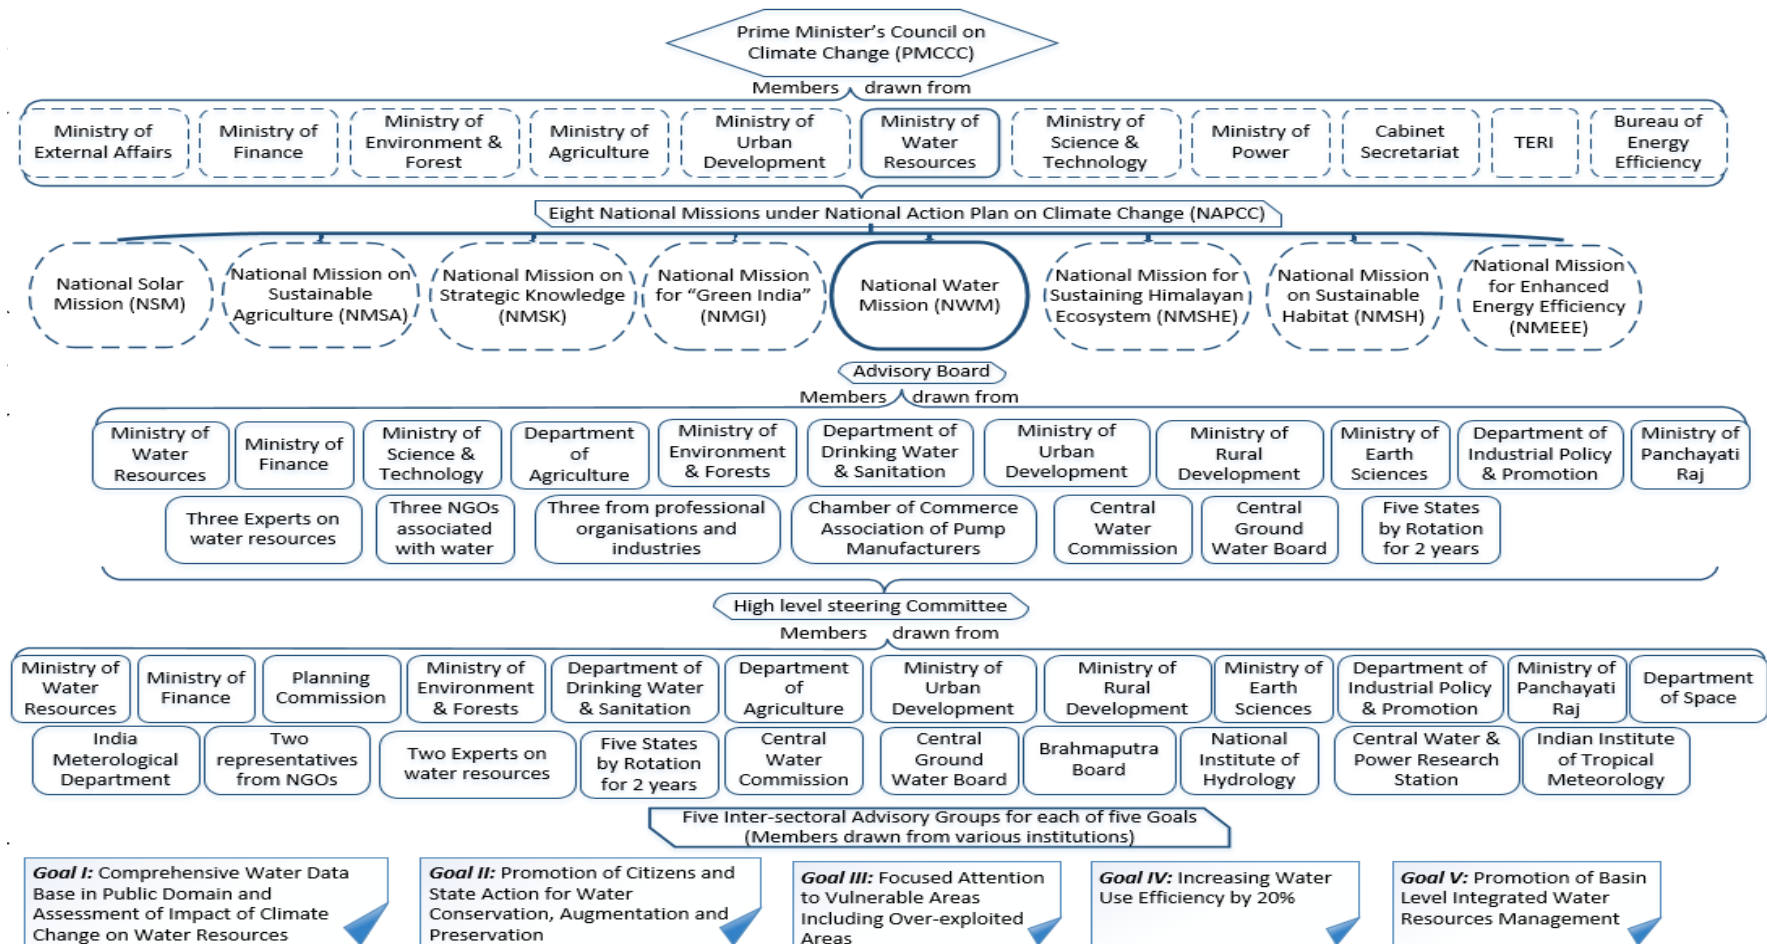 Prime Minister's Council on
Climate Change (PMCCC)
Members drawn from
Ministry of
External Affairs
Ministry of
Finance
Ministry of
Environment &
Forest
Ministry of
Agriculture
Ministry of
Urban
Development
Ministry of
Water
Resources
Ministry of
Science &
Technology
Ministry of
Power
Cabinet
Secretariat
TERI
Bureau of
Energy
Efficiency
Eight National Missions under National Action Plan on Climate Change (NAPCC)
National Solar
Mission (NSM)
National Mission on
Sustainable
Agriculture (NMSA)
National Mission on
Strategic Knowledge
(NMSK)
National Mission
for “Green India”
(NMGI)
National Water
Mission (NWM)
National Mission for
Sustaining Himalayan
Ecosystem (NMSHE)
National Mission
on Sustainable
Habitat (NMSH)
National Mission
for Enhanced
Energy Efficiency
(NMEEE)
Advisory Board
Members drawn from
Ministry of
Water
Resources
Ministry of
Finance
Ministry of
Science &
Technology
Department
of
Agriculture
Ministry of
Environment
& Forests
Department of
Drinking Water
& Sanitation
Ministry of
Urban
Development
Ministry of
Rural
Development
Ministry of
Earth
Sciences
Department of
Industrial Policy
& Promotion
Ministry of
Panchayati
Raj
Three Experts on
water resources
Three NGOs
associated
with water
Three from professional
organisations and
industries
Chamber of Commerce
Association of Pump
Manufacturers
Central
Water
Commission
Central
Ground
Water Board
Five States
by Rotation
for 2 years
High level steering Committee
Members drawn from
Ministry of
Water
Resources
Ministry of
Finance
Planning
Commission
Ministry of
Environment
& Forests
Department of
Drinking Water
& Sanitation
Department
of
Agriculture
Ministry of
Urban
Development
Ministry of
Rural
Development
Ministry of
Earth
Sciences
Department of
Industrial Policy
& Promotion
Ministry of
Panchayati
Raj
Department
of Space
India
Meterological
Department
Two
representatives
from NGOs
Two Experts on
water resources
Five States
by Rotation
for 2 years
Central
Water
Commission
Central
Ground
Water Board
Brahmaputra
Board
National
Institute of
Hydrology
Central Water &
Power Research
Station
Indian Institute
of Tropical
Meteorology
Five Inter-sectoral Advisory Groups for each of five Goals
(Members drawn from various institutions)
Goal I: Comprehensive Water Data
Base in Public Domain and
Assessment of Impact of Climate
Change on Water Resources
Goal II: Promotion of Citizens and
State Action for Water
Conservation, Augmentation and
Preservation
Goal III: Focused Attention
to Vulnerable Areas
Including Over-exploited
Areas
Goal IV: Increasing Water
Use Efficiency by 20%
Goal V: Promotion of Basin
Level Integrated Water
Resources Management